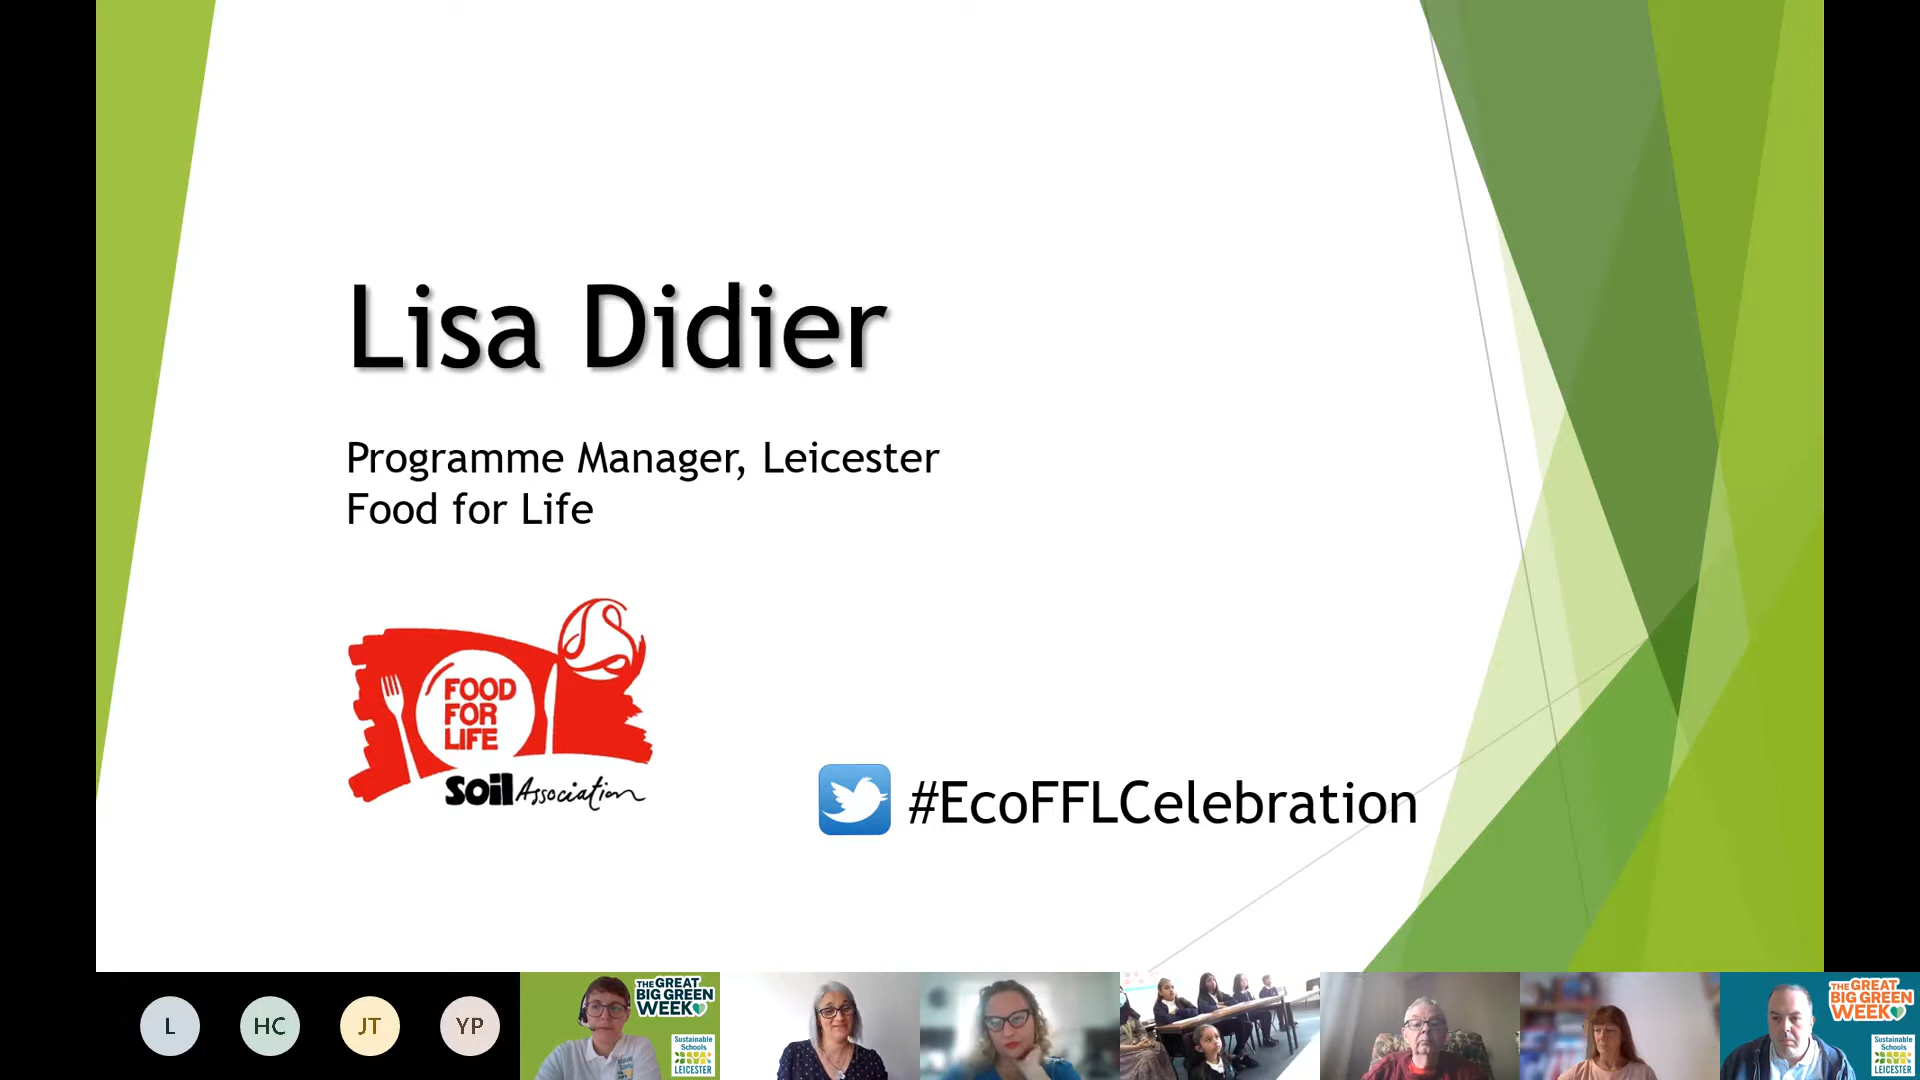 Lisa Didier
Programme Manager, Leicester
Food for Life
FOOD
FOR
LIFE
Soil Association
#EcoFFLCelebration
L
HC
JT
YP
THE GREAT
BIG GREEN
WEEK
Sustainable
Schools
LEICESTER
THE GREAT
BIG GREEN
WEEK
Sustainable
Schools
LEICESTER